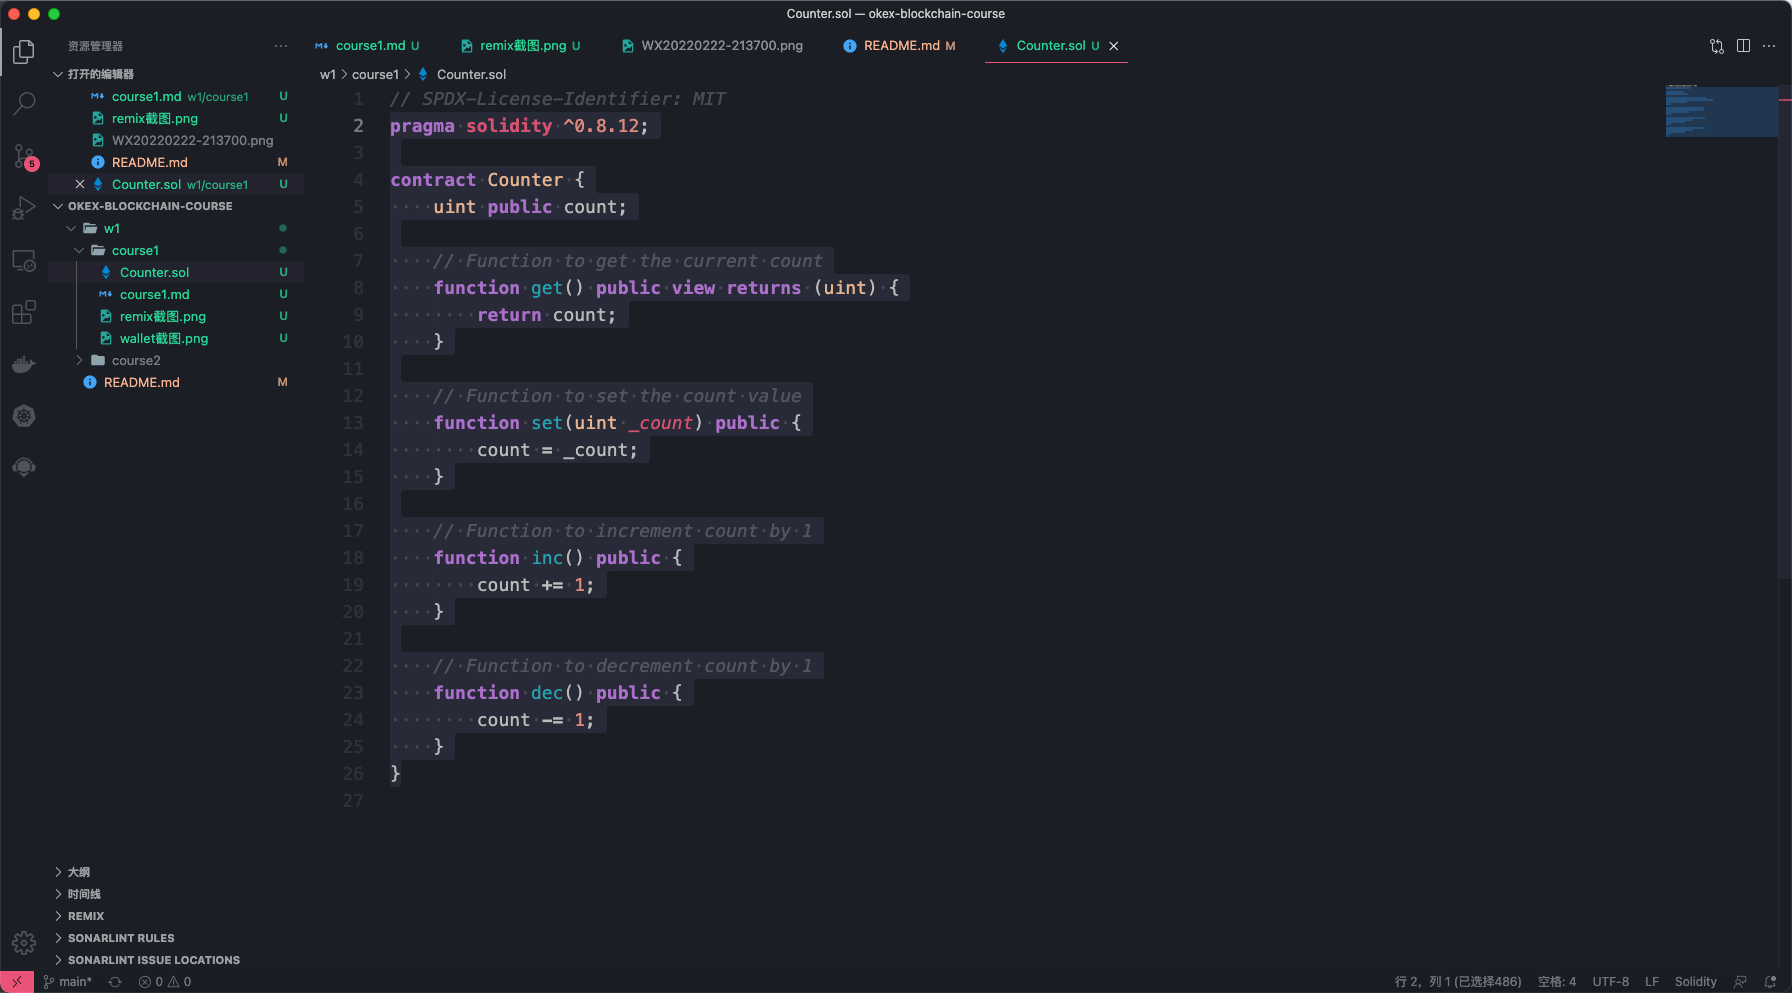 Counter.sol — okex-blockchain-course
资源管理器 ···
course1.md U
remix截图.png U
WX20220222-213700.png
README.md M
Counter.sol U
打开的编辑器
course1.md w1/course1 U
remix截图.png U
WX20220222-213700.png
README.md M
Counter.sol w1/course1 U
OKEX-BLOCKCHAIN-COURSE
w1
course1
Counter.sol U
course1.md U
remix截图.png U
wallet截图.png U
course2
README.md M
5
大纲
时间线
REMIX
SONARLINT RULES
SONARLINT ISSUE LOCATIONS
w1 > course1 > Counter.sol
1 // SPDX-License-Identifier: MIT
2 pragma solidity ^0.8.12;
3
4 contract Counter {
5     uint public count;
6
7     // Function to get the current count
8     function get() public view returns (uint) {
9         return count;
10     }
11
12     // Function to set the count value
13     function set(uint _count) public {
14         count = _count;
15     }
16
17     // Function to increment count by 1
18     function inc() public {
19         count += 1;
20     }
21
22     // Function to decrement count by 1
23     function dec() public {
24         count -= 1;
25     }
26 }
27
main* 0 0 行 2，列 1 (已选择486) 空格: 4 UTF-8 LF Solidity